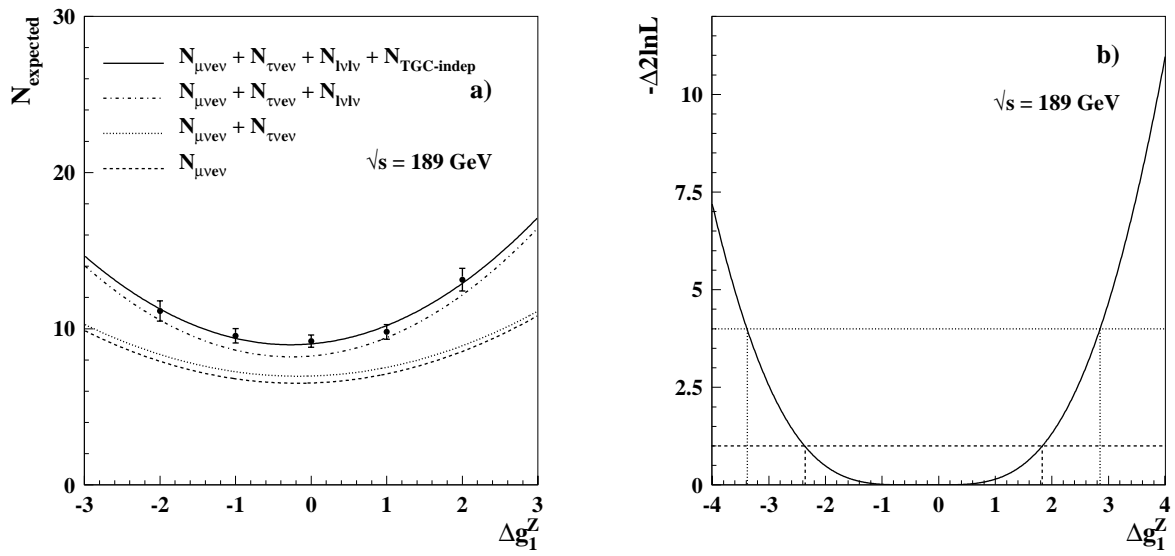 N_expected
30
20
10
0
N_μνeν + N_τνeν + N_lνlν + N_TGC-indep
N_μνeν + N_τνeν + N_lνlν
a)
N_μνeν + N_τνeν
N_μνeν
√s = 189 GeV
-3 -2 -1 0 1 2 3
Δg_1^Z
-Δ2lnL
10
7.5
5
2.5
0
b)
√s = 189 GeV
-4 -3 -2 -1 0 1 2 3 4
Δg_1^Z